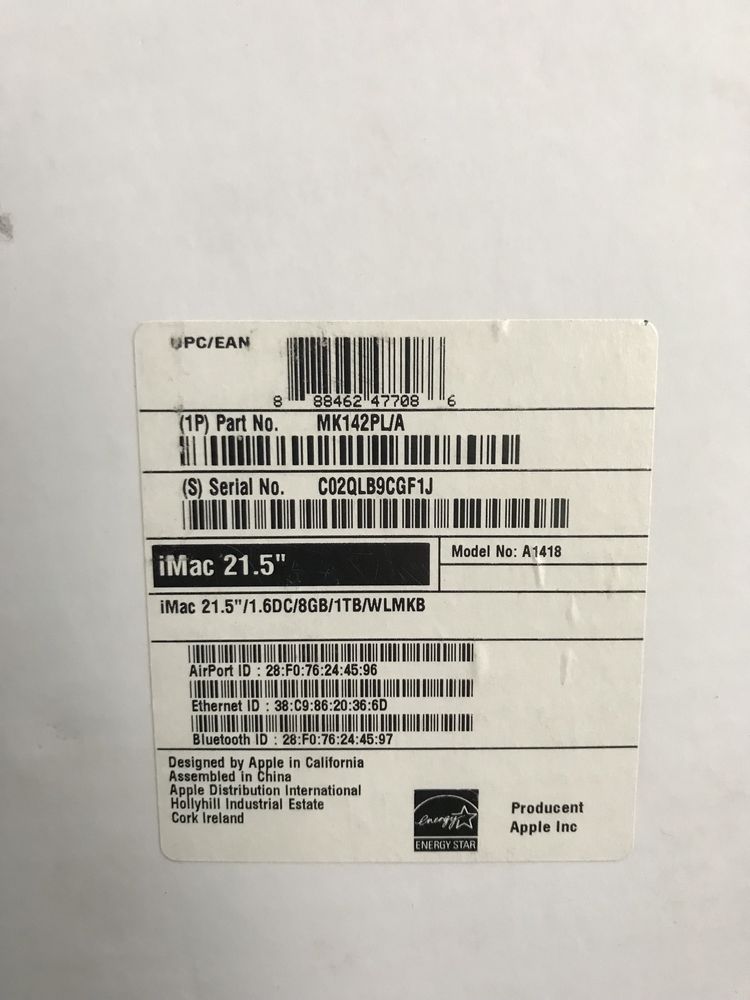 UPC/EAN
8 88462 47708 6
(1P) Part No. MK142PL/A
(S) Serial No. C02QLB9CGF1J
iMac 21.5"
Model No: A1418
iMac 21.5"/1.6DC/8GB/1TB/WLMKB
AirPort ID : 28:F0:76:24:45:96
Ethernet ID : 38:C9:86:20:36:6D
Bluetooth ID : 28:F0:76:24:45:97
Designed by Apple in California
Assembled in China
Apple Distribution International
Hollyhill Industrial Estate
Cork Ireland
energy
ENERGY STAR
Producent
Apple Inc